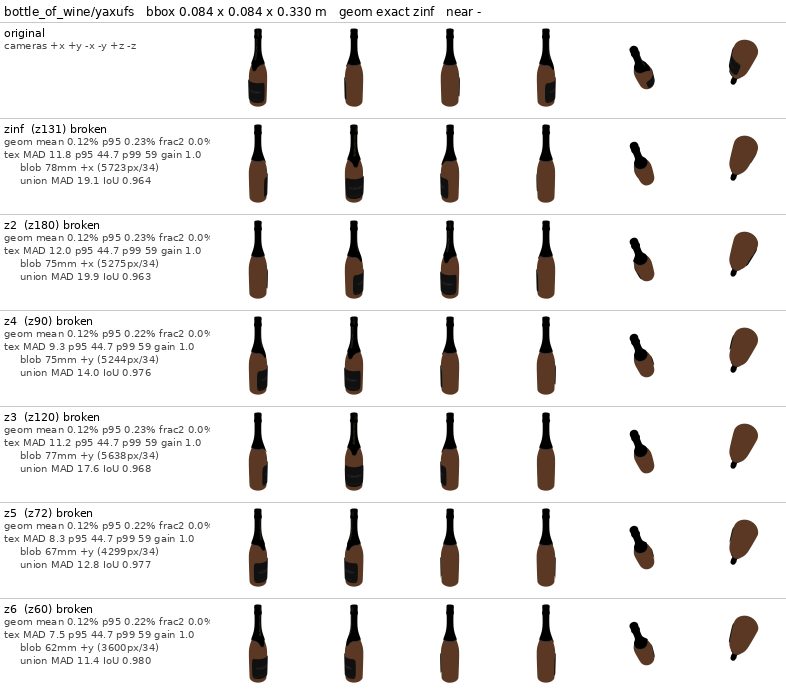 bottle_of_wine/yaxufs bbox 0.084 x 0.084 x 0.330 m geom exact zinf near -
original
cameras +x +y -x -y +z -z
zinf (z131) broken
geom mean 0.12% p95 0.23% frac2 0.0%
tex MAD 11.8 p95 44.7 p99 59 gain 1.0
blob 78mm +x (5723px/34)
union MAD 19.1 IoU 0.964
z2 (z180) broken
geom mean 0.12% p95 0.23% frac2 0.0%
tex MAD 12.0 p95 44.7 p99 59 gain 1.0
blob 75mm +x (5275px/34)
union MAD 19.9 IoU 0.963
z4 (z90) broken
geom mean 0.12% p95 0.22% frac2 0.0%
tex MAD 9.3 p95 44.7 p99 59 gain 1.0
blob 75mm +y (5244px/34)
union MAD 14.0 IoU 0.976
z3 (z120) broken
geom mean 0.12% p95 0.23% frac2 0.0%
tex MAD 11.2 p95 44.7 p99 59 gain 1.0
blob 77mm +y (5638px/34)
union MAD 17.6 IoU 0.968
z5 (z72) broken
geom mean 0.12% p95 0.22% frac2 0.0%
tex MAD 8.3 p95 44.7 p99 59 gain 1.0
blob 67mm +y (4299px/34)
union MAD 12.8 IoU 0.977
z6 (z60) broken
geom mean 0.12% p95 0.22% frac2 0.0%
tex MAD 7.5 p95 44.7 p99 59 gain 1.0
blob 62mm +y (3600px/34)
union MAD 11.4 IoU 0.980